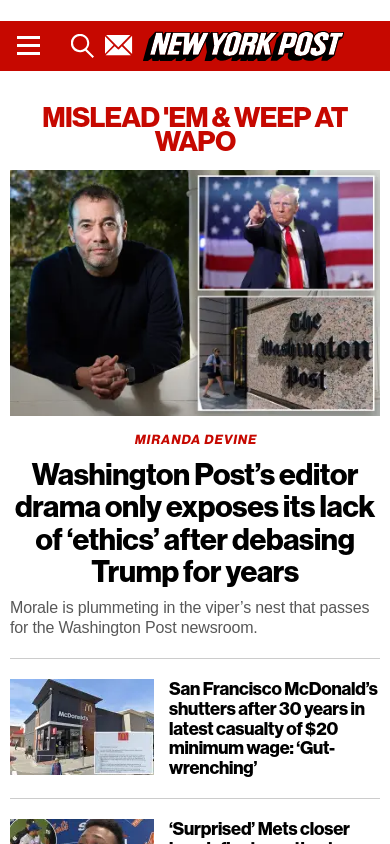 NEW YORK POST
MISLEAD 'EM & WEEP AT
WAPO
The
Washington
Post
MIRANDA DEVINE
Washington Post’s editor
drama only exposes its lack
of ‘ethics’ after debasing
Trump for years
Morale is plummeting in the viper’s nest that passes
for the Washington Post newsroom.
McDonald's
San Francisco McDonald’s
shutters after 30 years in
latest casualty of $20
minimum wage: ‘Gut-
wrenching’
‘Surprised’ Mets closer